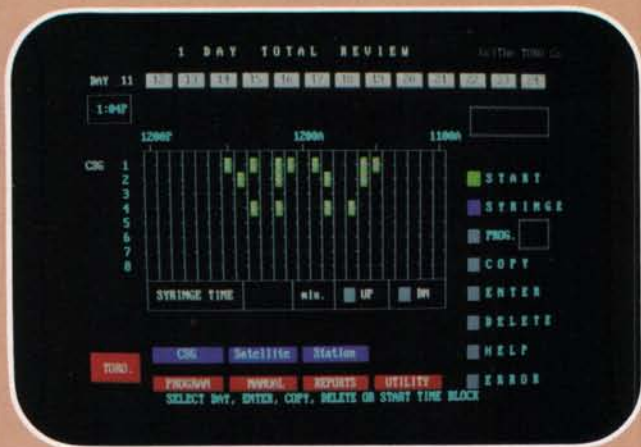 1 DAY TOTAL REVIEW
DAY 11 12 13 14 15 16 17 18 19 20 21 22 23 24
1:04P
1200P 1200A 1100A
CSG 1
2
3
4
5
6
7
8
START
SYRINGE
PROG.
COPY
ENTER
DELETE
HELP
ERROR
SYRINGE TIME min. UP DN
TORO.
CSG Satellite Station
PROGRAM MANUAL REPORTS UTILITY
SELECT DAY, ENTER, COPY, DELETE OR START TIME BLOCK